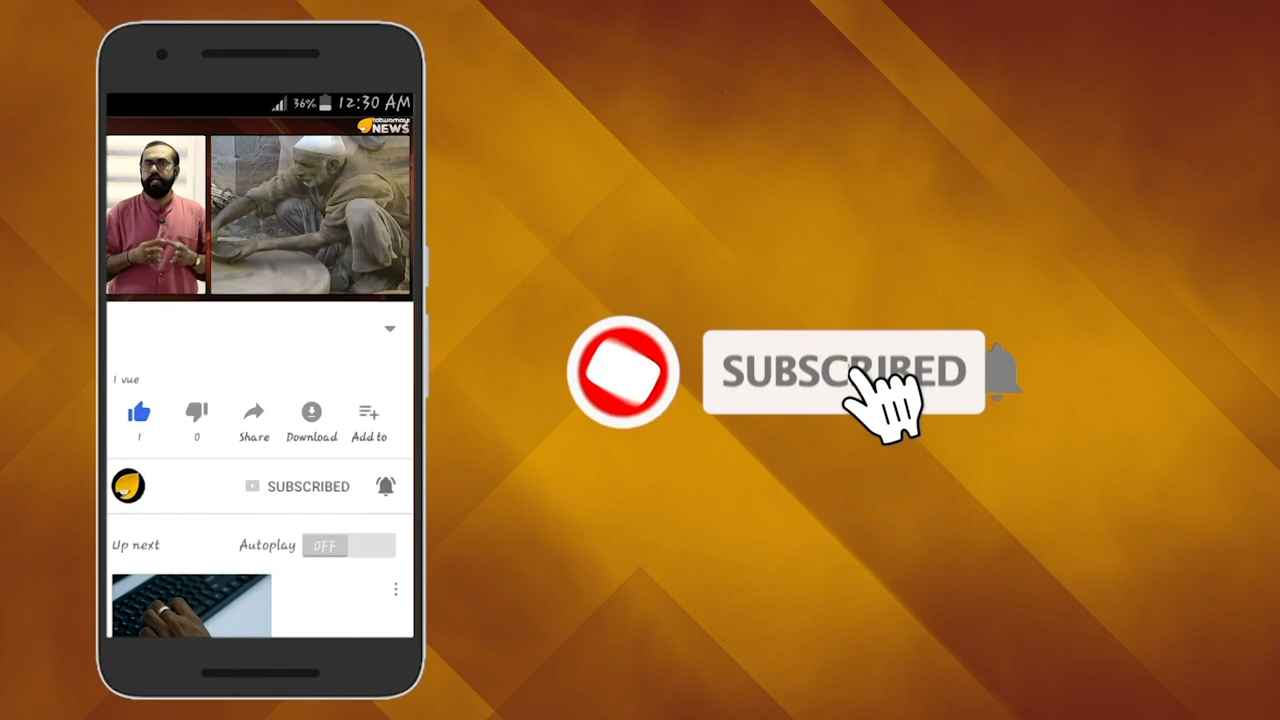 36% 12:30 AM
tatwamayi
NEWS
1 vue
1 0 Share Download Add to
SUBSCRIBED
Up next Autoplay OFF
SUBSCRIBED